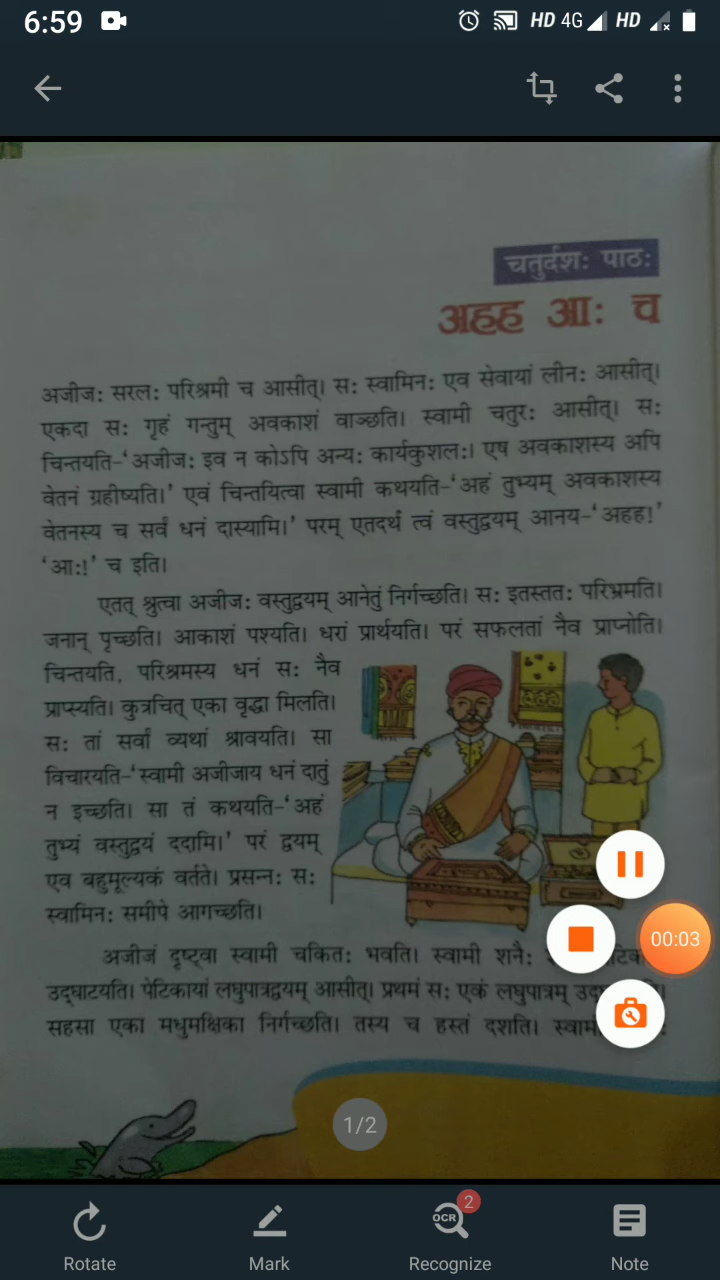 6:59
HD 4G HD
चतुर्दशः पाठः
अहह आः च
अजीजः सरलः परिश्रमी च आसीत्। सः स्वामिनः एव सेवायां लीनः आसीत्।
एकदा सः गृहं गन्तुम् अवकाशं वाञ्छति। स्वामी चतुरः आसीत्। सः
चिन्तयति-‘अजीजः इव न कोऽपि अन्यः कार्यकुशलः। एष अवकाशस्य अपि
वेतनं ग्रहीष्यति।’ एवं चिन्तयित्वा स्वामी कथयति-‘अहं तुभ्यम् अवकाशस्य
वेतनस्य च सर्वं धनं दास्यामि।’ परम् एतदर्थं त्वं वस्तुद्वयम् आनय-‘अहह!’
‘आः!’ च इति।
एतत् श्रुत्वा अजीजः वस्तुद्वयम् आनेतुं निर्गच्छति। सः इतस्ततः परिभ्रमति।
जनान् पृच्छति। आकाशं पश्यति। धरां प्रार्थयति। परं सफलतां नैव प्राप्नोति।
चिन्तयति, परिश्रमस्य धनं सः नैव
प्राप्स्यति। कुत्रचित् एका वृद्धा मिलति।
सः तां सर्वां व्यथां श्रावयति। सा
विचारयति-‘स्वामी अजीजाय धनं दातुं
न इच्छति। सा तं कथयति-‘अहं
तुभ्यं वस्तुद्वयं ददामि।’ परं द्वयम्
एव बहुमूल्यकं वर्तते। प्रसन्नः सः
स्वामिनः समीपे आगच्छति।
अजीजं दृष्ट्वा स्वामी चकितः भवति। स्वामी शनैः
उद्घाटयति। पेटिकायां लघुपात्रद्वयम् आसीत्। प्रथमं सः एकं लघुपात्रम्
सहसा एका मधुमक्षिका निर्गच्छति। तस्य च हस्तं दशति।
00:03
1/2
OCR 2
Rotate Mark Recognize Note